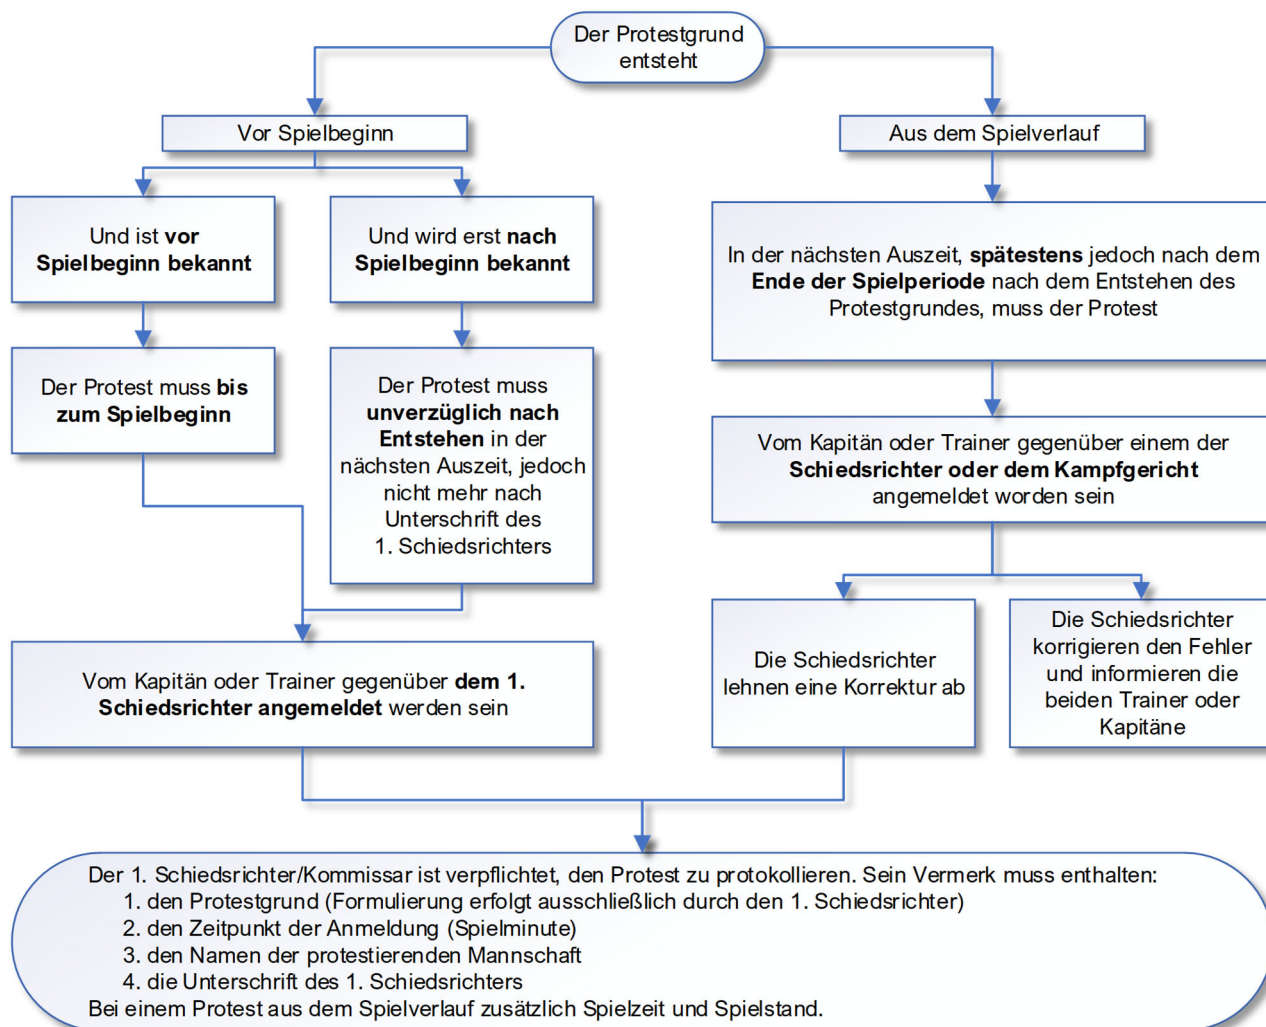 Der Protestgrund
entsteht
Vor Spielbeginn
Aus dem Spielverlauf
Und ist vor
Spielbeginn bekannt
Und wird erst nach
Spielbeginn bekannt
In der nächsten Auszeit, spätestens jedoch nach dem
Ende der Spielperiode nach dem Entstehen des
Protestgrundes, muss der Protest
Der Protest muss bis
zum Spielbeginn
Der Protest muss
unverzüglich nach
Entstehen in der
nächsten Auszeit, jedoch
nicht mehr nach
Unterschrift des
1. Schiedsrichters
Vom Kapitän oder Trainer gegenüber einem der
Schiedsrichter oder dem Kampfgericht
angemeldet worden sein
Vom Kapitän oder Trainer gegenüber dem 1.
Schiedsrichter angemeldet werden sein
Die Schiedsrichter
lehnen eine Korrektur ab
Die Schiedsrichter
korrigieren den Fehler
und informieren die
beiden Trainer oder
Kapitäne
Der 1. Schiedsrichter/Kommissar ist verpflichtet, den Protest zu protokollieren. Sein Vermerk muss enthalten:
1. den Protestgrund (Formulierung erfolgt ausschließlich durch den 1. Schiedsrichter)
2. den Zeitpunkt der Anmeldung (Spielminute)
3. den Namen der protestierenden Mannschaft
4. die Unterschrift des 1. Schiedsrichters
Bei einem Protest aus dem Spielverlauf zusätzlich Spielzeit und Spielstand.